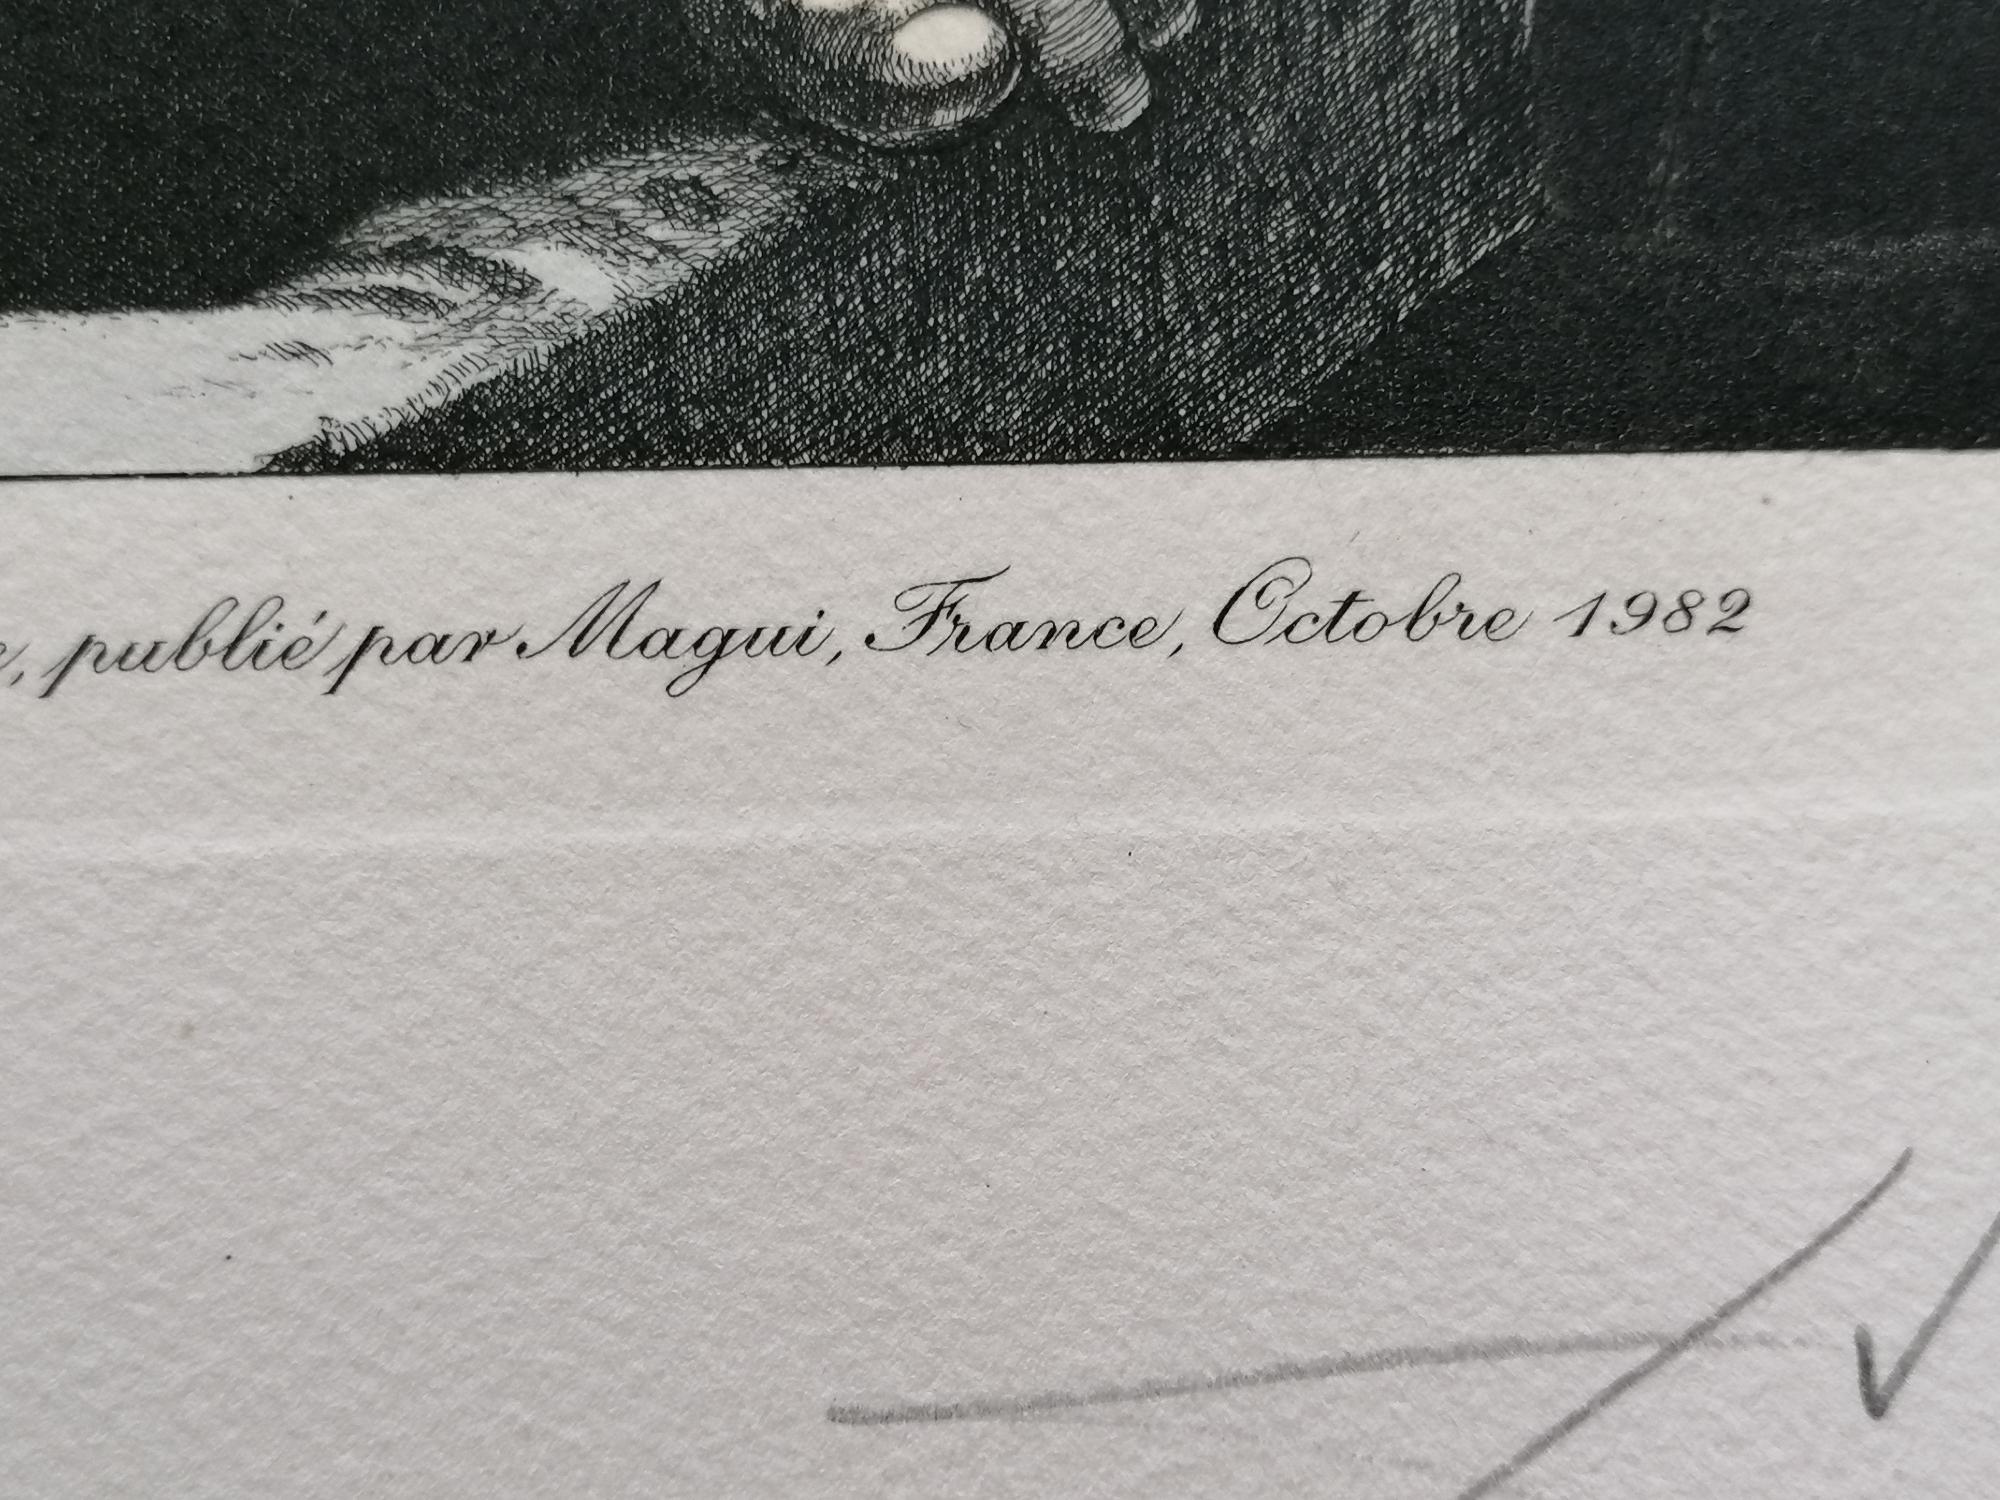 , publié par Magui, France, Octobre 1982